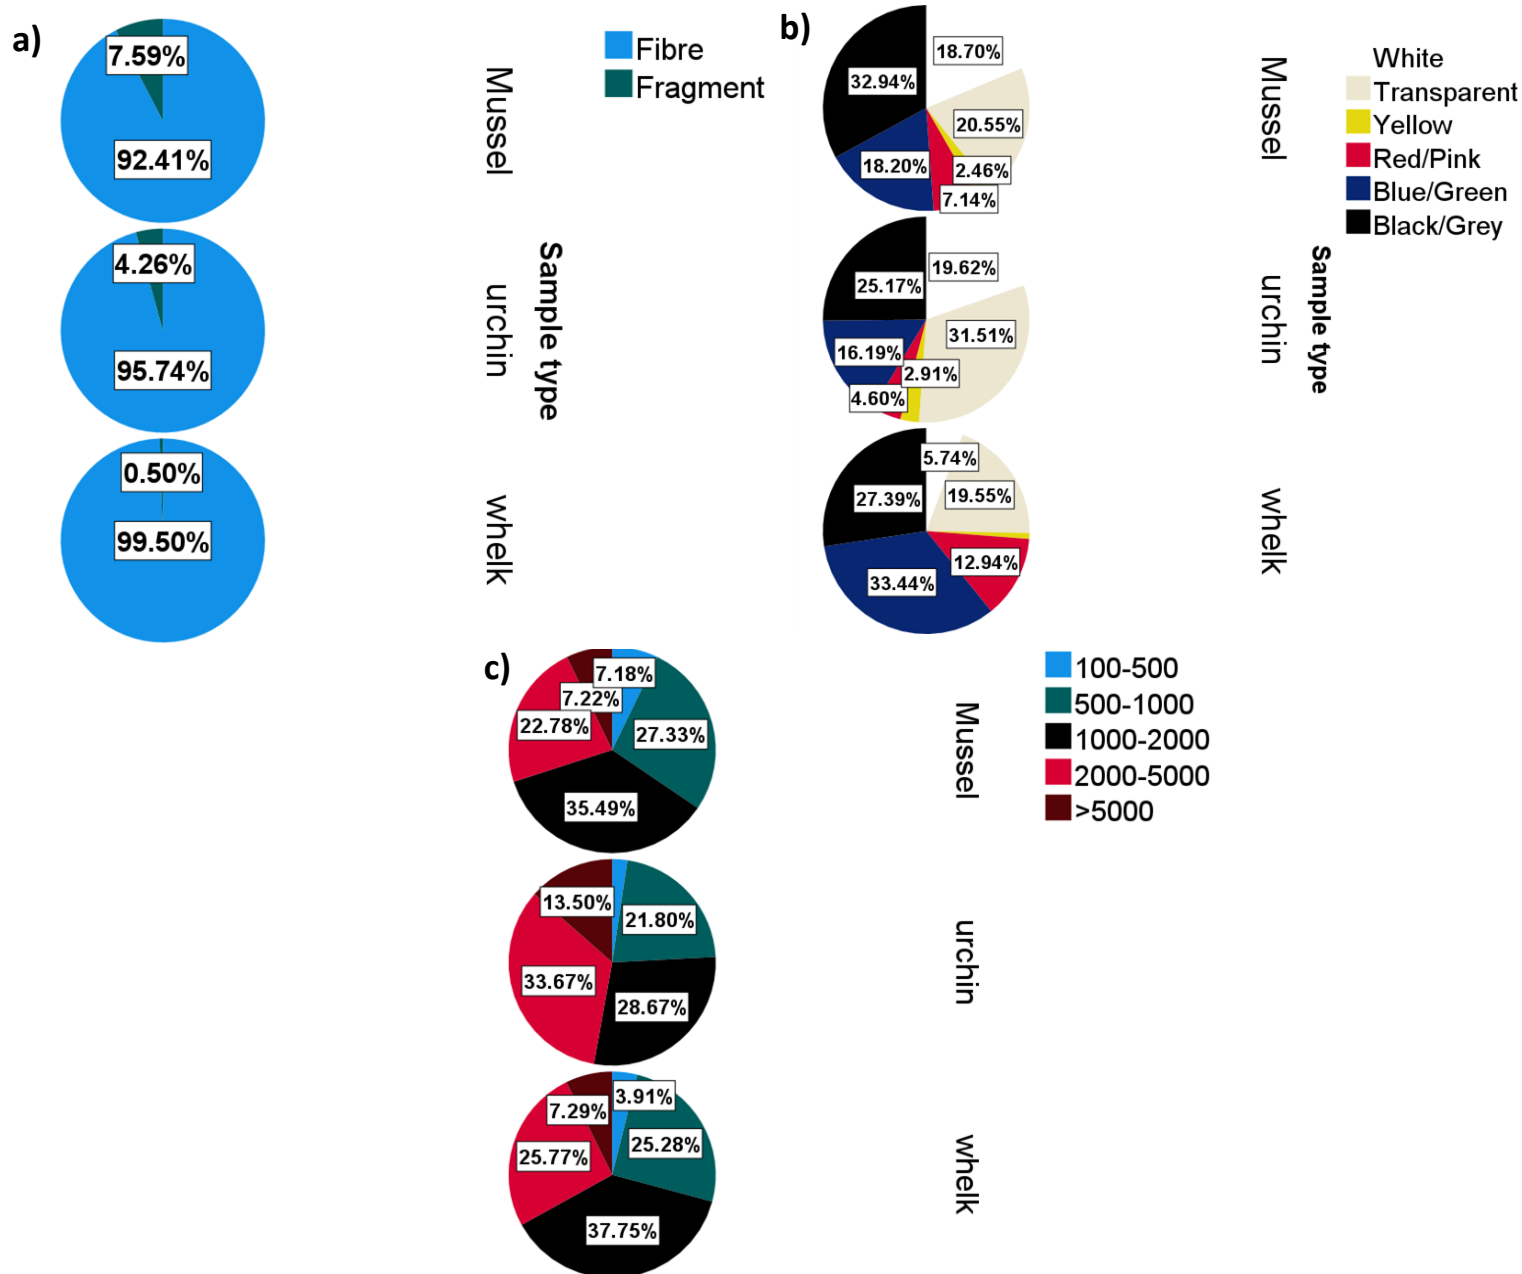 a)
7.59%
92.41%
4.26%
95.74%
0.50%
99.50%
Mussel
urchin
whelk
Sample type
Fibre
Fragment
b)
18.70%
32.94%
20.55%
18.20%
2.46%
7.14%
19.62%
25.17%
31.51%
16.19%
2.91%
4.60%
5.74%
27.39%
19.55%
12.94%
33.44%
Mussel
urchin
whelk
Sample type
White
Transparent
Yellow
Red/Pink
Blue/Green
Black/Grey
c)
7.18%
7.22%
22.78%
27.33%
35.49%
13.50%
21.80%
33.67%
28.67%
3.91%
7.29%
25.28%
25.77%
37.75%
Mussel
urchin
whelk
100-500
500-1000
1000-2000
2000-5000
>5000